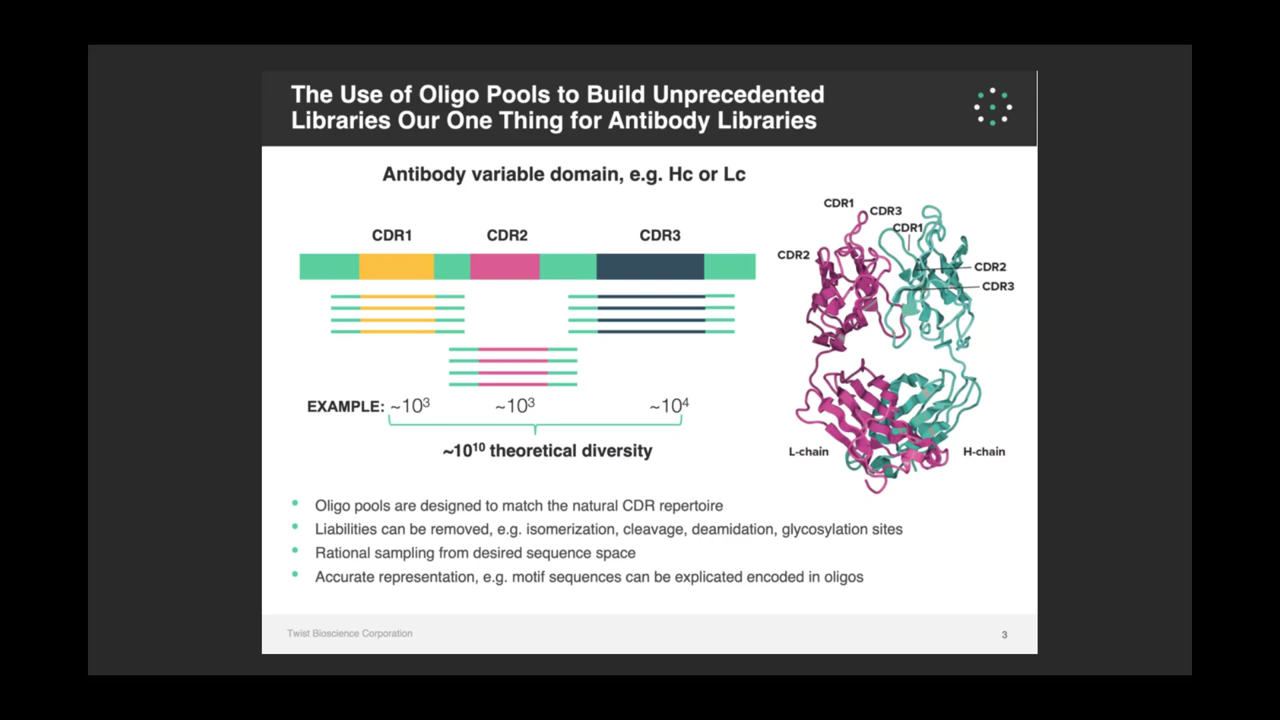 The Use of Oligo Pools to Build Unprecedented
Libraries Our One Thing for Antibody Libraries
Antibody variable domain, e.g. Hc or Lc
CDR1
CDR2
CDR3
EXAMPLE: ~10³
~10³
~10⁴
~10¹⁰ theoretical diversity
CDR1
CDR3
CDR1
CDR2
CDR2
CDR3
L-chain
H-chain
• Oligo pools are designed to match the natural CDR repertoire
• Liabilities can be removed, e.g. isomerization, cleavage, deamidation, glycosylation sites
• Rational sampling from desired sequence space
• Accurate representation, e.g. motif sequences can be explicated encoded in oligos
Twist Bioscience Corporation
3